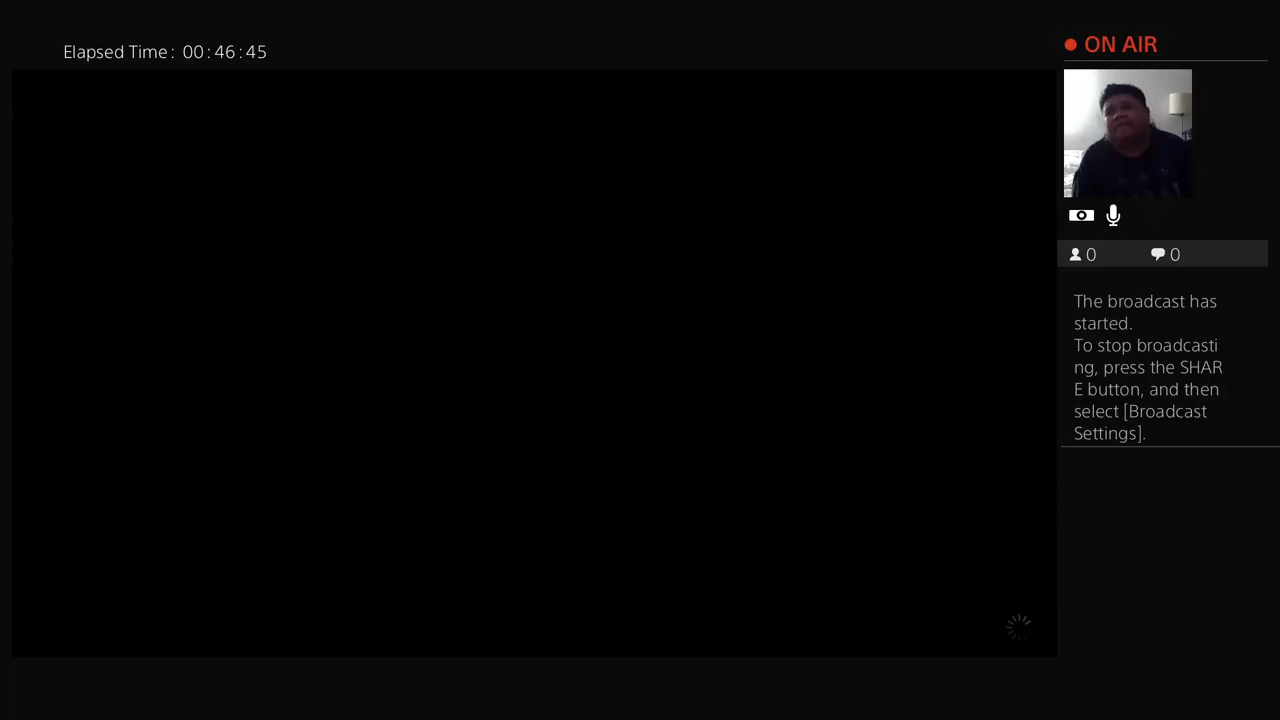 Elapsed Time: 00:46:45
ON AIR
0 0
The broadcast has
started.
To stop broadcasti
ng, press the SHAR
E button, and then
select [Broadcast
Settings].